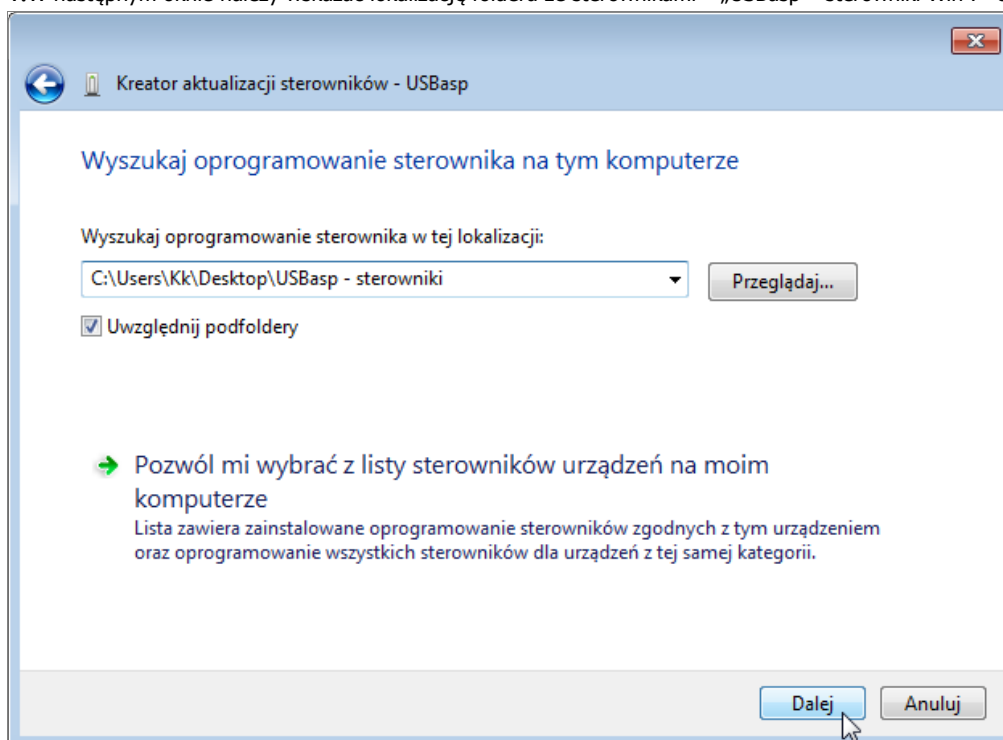 Kreator aktualizacji sterowników - USBasp
Wyszukaj oprogramowanie sterownika na tym komputerze
Wyszukaj oprogramowanie sterownika w tej lokalizacji:
C:\Users\Kk\Desktop\USBasp - sterowniki
Przeglądaj...
Uwzględnij podfoldery
Pozwól mi wybrać z listy sterowników urządzeń na moim
komputerze
Lista zawiera zainstalowane oprogramowanie sterowników zgodnych z tym urządzeniem
oraz oprogramowanie wszystkich sterowników dla urządzeń z tej samej kategorii.
Dalej
Anuluj